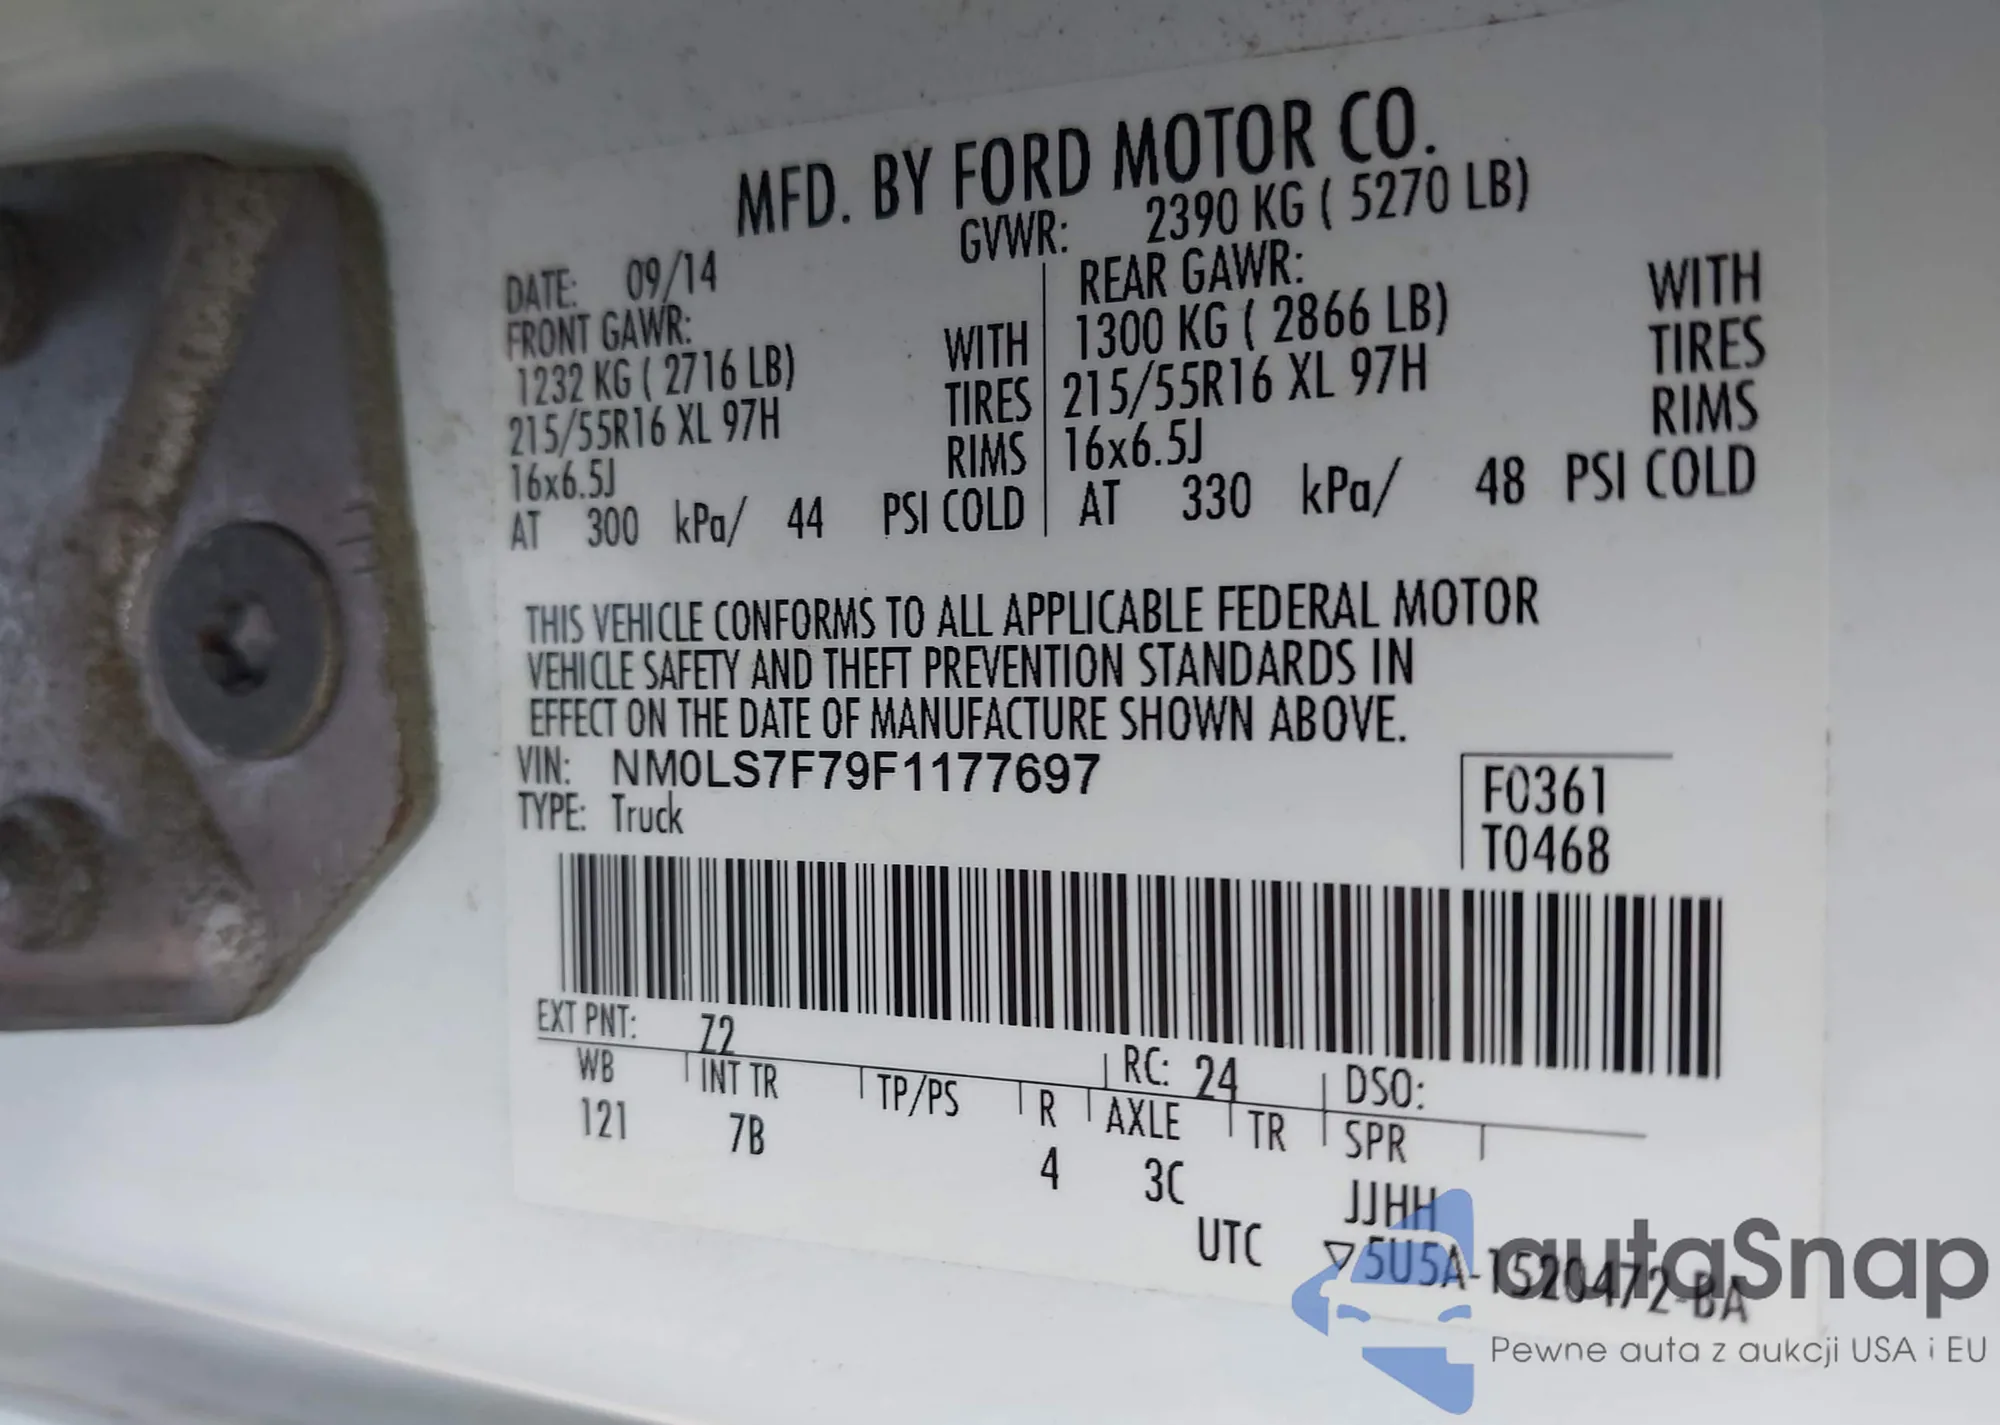 MFD. BY FORD MOTOR CO.
DATE: 09/14 GVWR: 2390 KG ( 5270 LB)
FRONT GAWR: REAR GAWR:
1232 KG ( 2716 LB) WITH 1300 KG ( 2866 LB) WITH
215/55R16 XL 97H TIRES 215/55R16 XL 97H TIRES
16x6.5J RIMS 16x6.5J RIMS
AT 300 kPa/ 44 PSI COLD AT 330 kPa/ 48 PSI COLD
THIS VEHICLE CONFORMS TO ALL APPLICABLE FEDERAL MOTOR
VEHICLE SAFETY AND THEFT PREVENTION STANDARDS IN
EFFECT ON THE DATE OF MANUFACTURE SHOWN ABOVE.
VIN: NM0LS7F79F1177697 F0361
TYPE: Truck T0468
EXT PNT: Z2 RC: 24 DSO:
WB INT TR TP/PS R AXLE TR SPR
121 7B 4 3C JJHH
UTC ▽5U5A-1520472-BA
autaSnap
Pewne auta z aukcji USA i EU